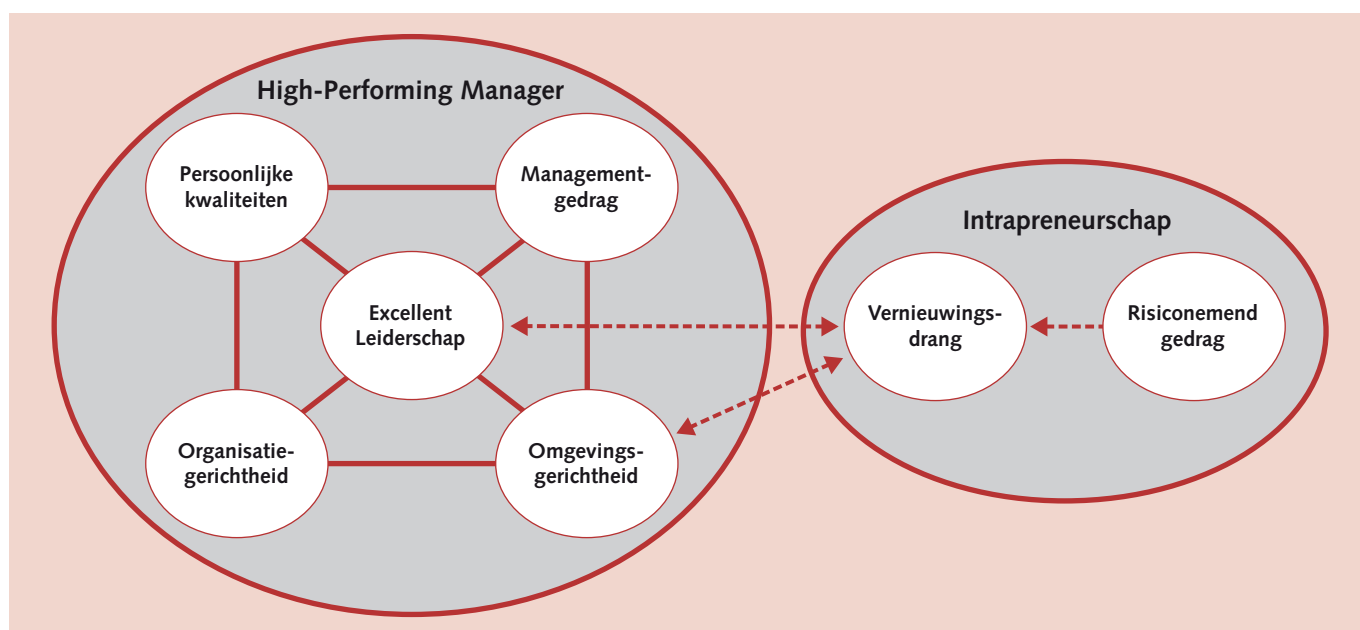 High-Performing Manager
Persoonlijke
kwaliteiten
Management-
gedrag
Excellent
Leiderschap
Organisatie-
gerichtheid
Omgevings-
gerichtheid
Intrapreneurschap
Vernieuwings-
drang
Risiconemend
gedrag